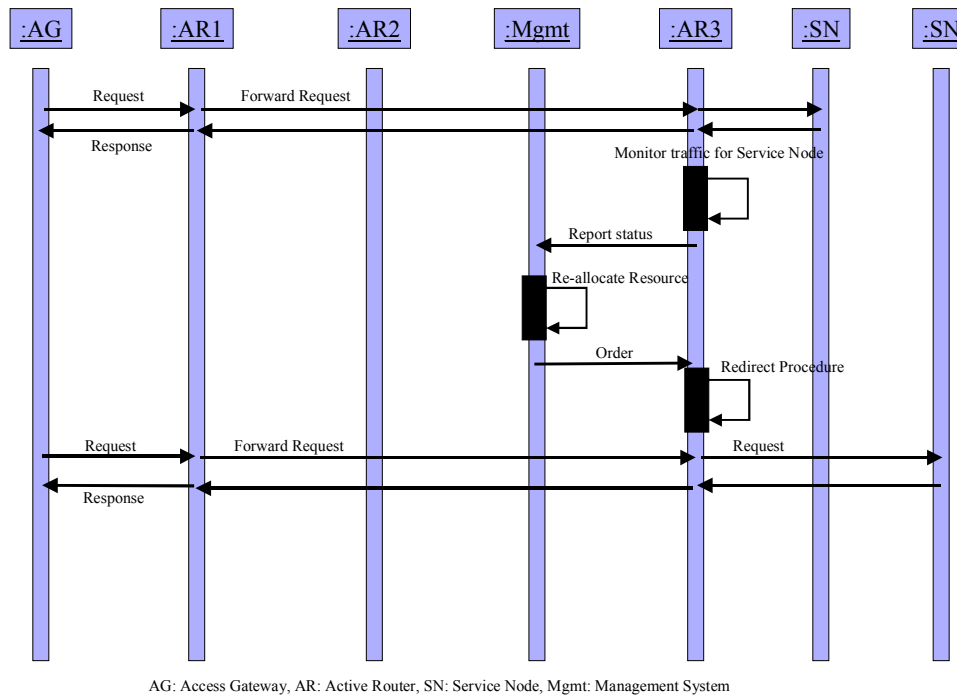 :AG :AR1 :AR2 :Mgmt :AR3 :SN :SN
Request Forward Request
Response
Monitor traffic for Service Node
Report status
Re-allocate Resource
Order
Redirect Procedure
Request Forward Request Request
Response
AG: Access Gateway, AR: Active Router, SN: Service Node, Mgmt: Management System